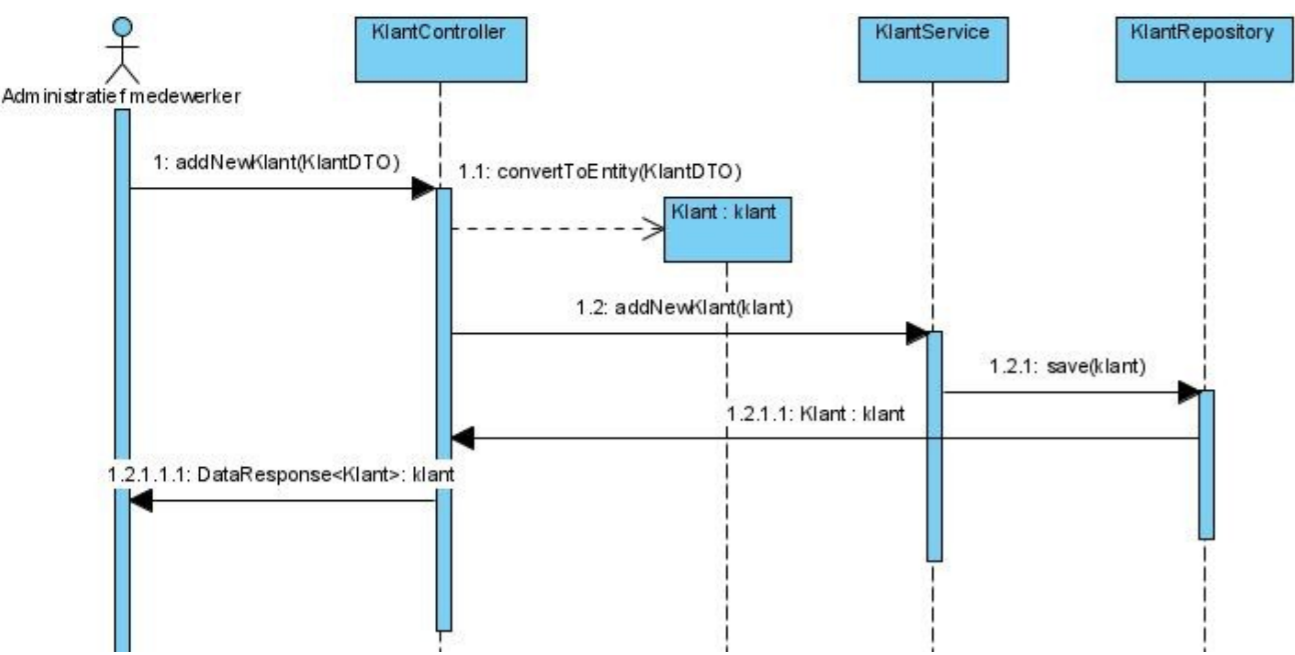 KlantController
KlantService
KlantRepository
Administratief medewerker
1: addNewKlant(KlantDTO)
1.1: convertToEntity(KlantDTO)
Klant : klant
1.2: addNewKlant(klant)
1.2.1: save(klant)
1.2.1.1: Klant : klant
1.2.1.1.1: DataResponse<Klant>: klant